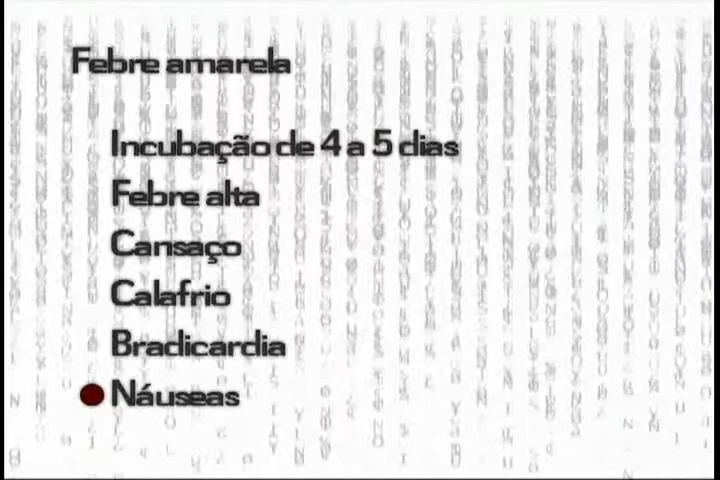 Febre amarela
Incubação de 4 a 5 dias
Febre alta
Cansaço
Calafrio
Bradicardia
Náuseas